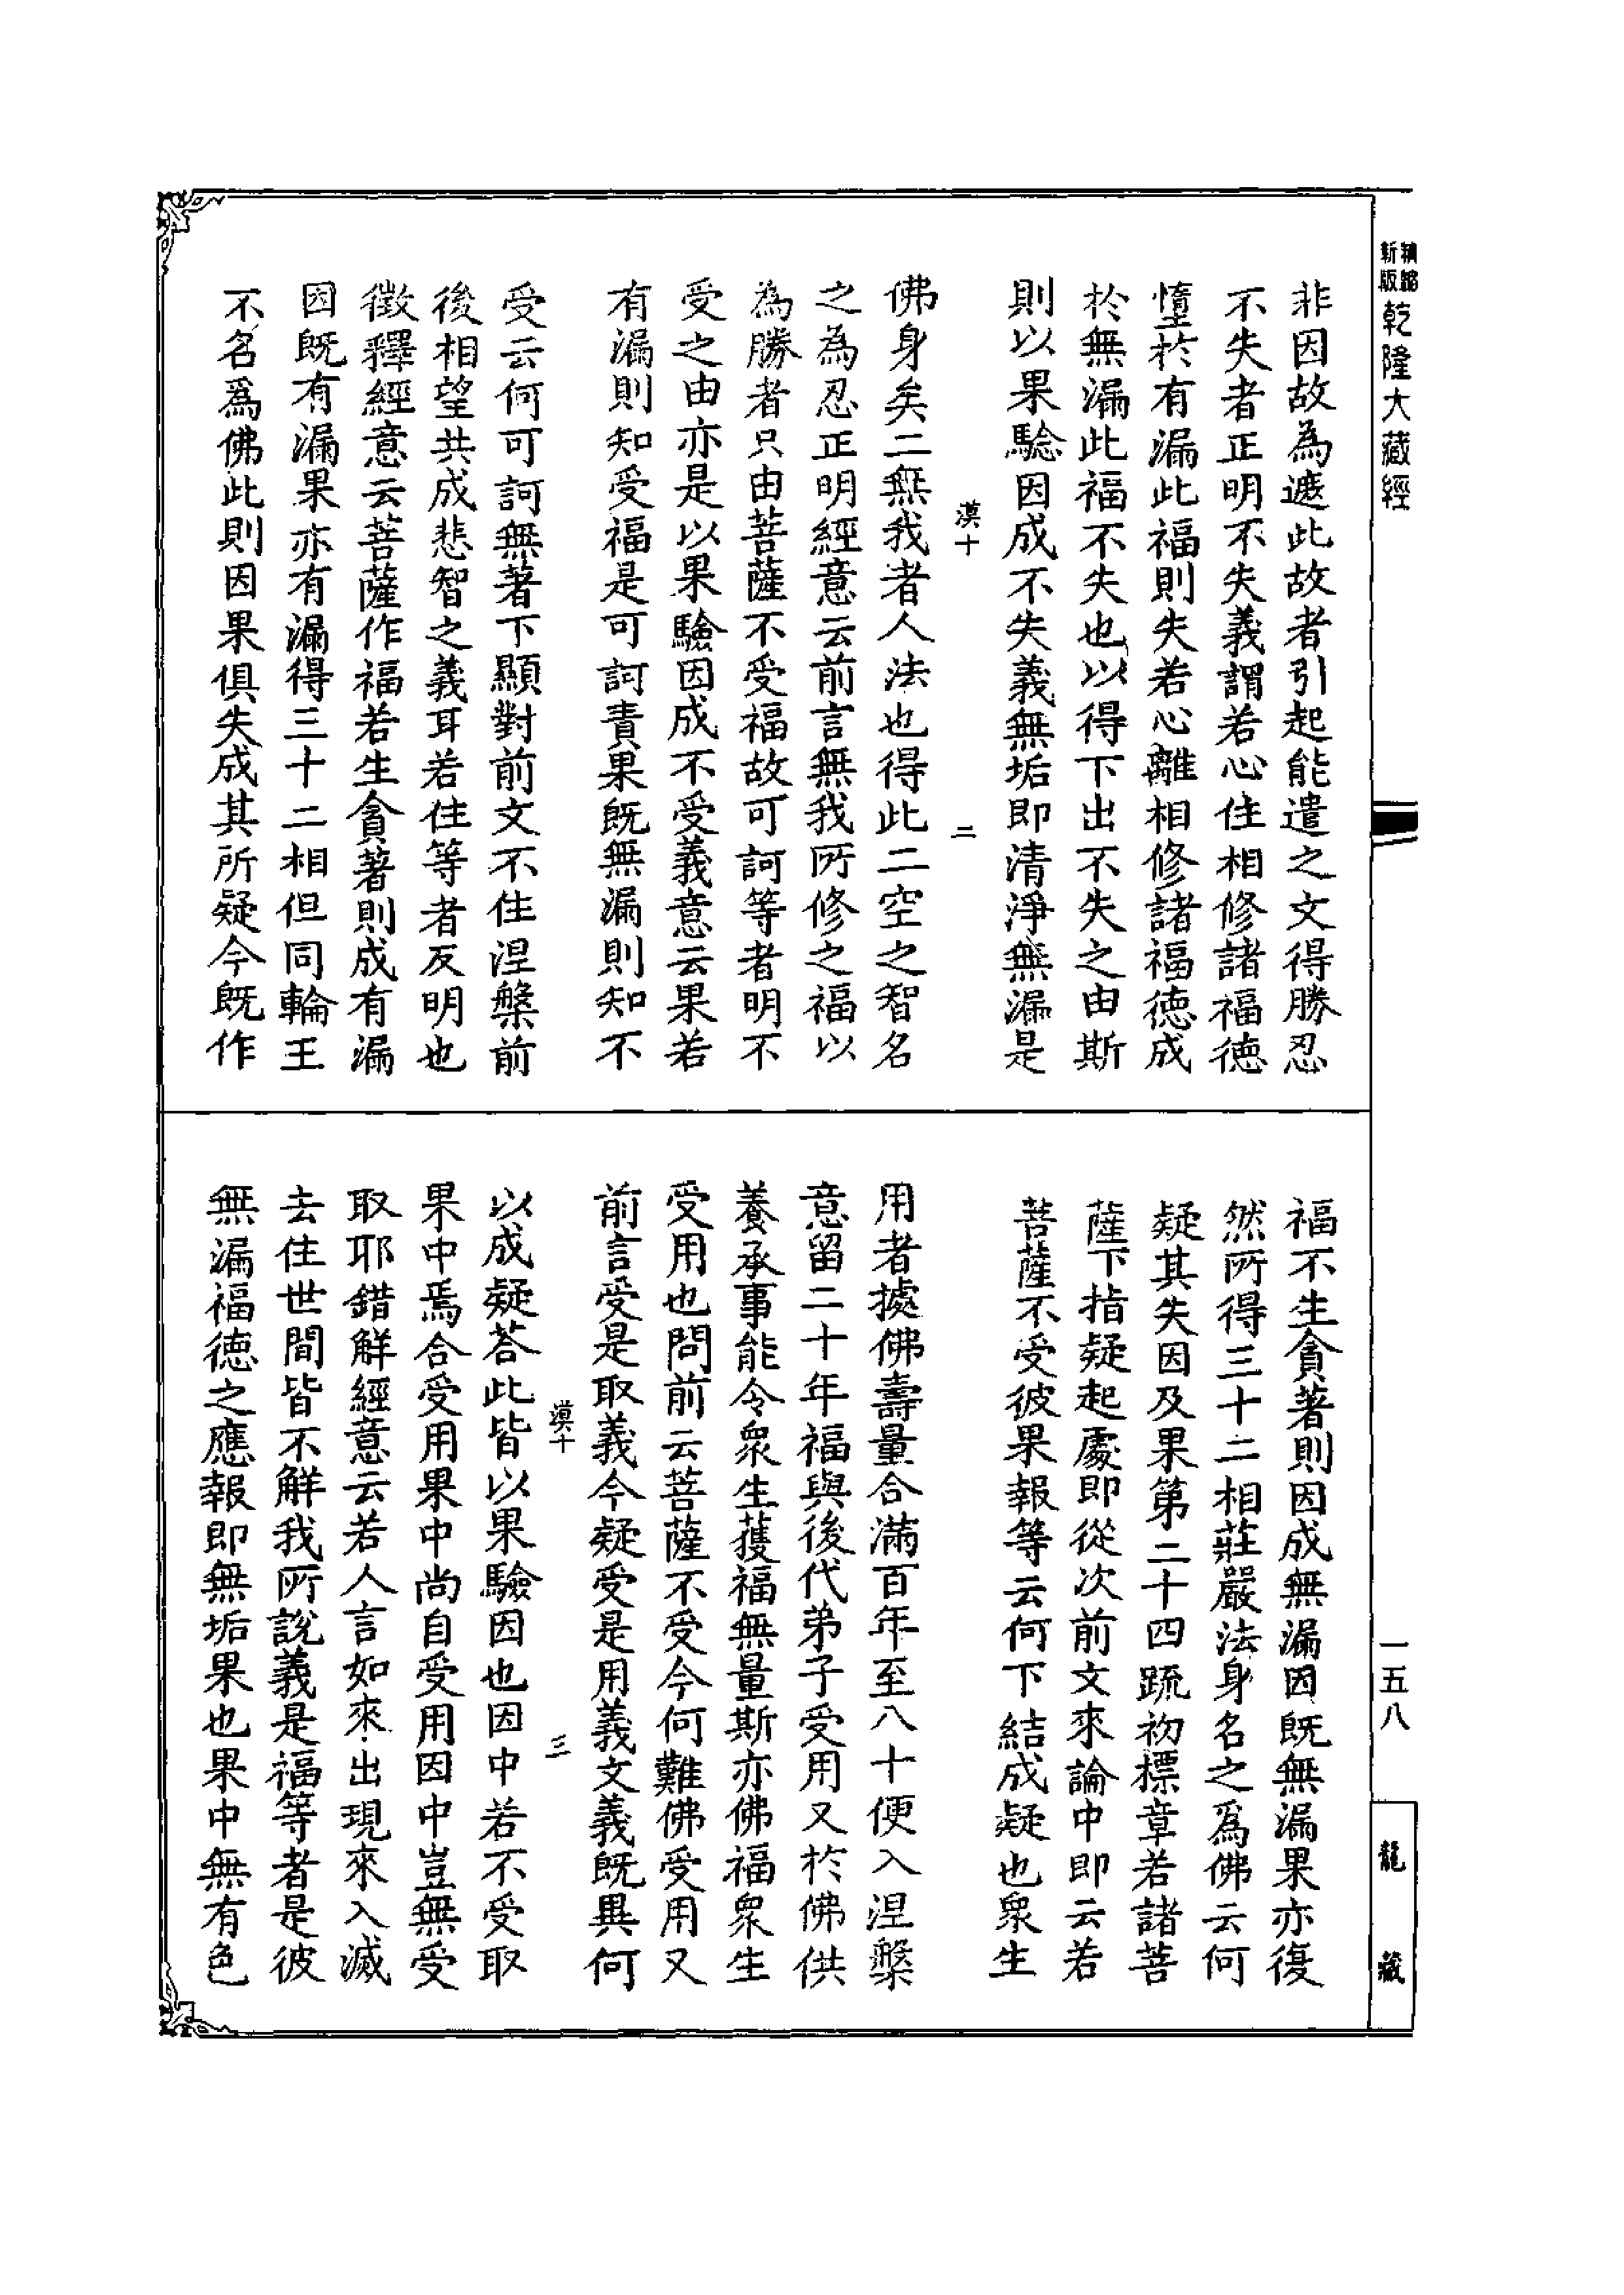 精縮
新版
乾隆大藏經
非因故為遮此故者引起能遣之文得勝忍
不失者正明不失義謂若心住相修諸福德
墮於有漏此福則失若心離相修諸福德成
於無漏此福不失也以得下出不失之由斯
則以果驗因成不失義無垢即清淨無漏是
漠十
二
佛身矣二無我者人法也得此二空之智名
之為忍正明經意云前言無我所修之福以
為勝者只由菩薩不受福故可訶等者明不
受之由亦是以果驗因成不受義意云果若
有漏則知受福是可訶責果既無漏則知不
受云何可訶無著下顯對前文不住涅槃前
後相望共成悲智之義耳若住等者反明也
徵釋經意云菩薩作福若生貪著則成有漏
因既有漏果亦有漏得三十二相但同輪王
不名爲佛此則因果俱失成其所疑今既作
福不生貪著則因成無漏因既無漏果亦復
然所得三十二相莊嚴法身名之爲佛云何
疑其失因及果第二十四疏初標章若諸菩
薩下指疑起處即從次前文來論中即云若
菩薩不受彼果報等云何下結成疑也衆生
用者據佛壽量合滿百年至八十便入涅槃
意留二十年福與後代弟子受用又於佛供
養承事能令衆生獲福無量斯亦佛福衆生
受用也問前云菩薩不受今何難佛受用又
前言受是取義今疑受是用義文義既異何
漠十
三
以成疑荅此皆以果驗因也因中若不受取
果中焉合受用果中尚自受用因中豈無受
取耶錯解經意云若人言如來出現來入滅
去住世間皆不解我所說義是福等者是彼
無漏福德之應報即無垢果也果中無有色
一五八
龍藏